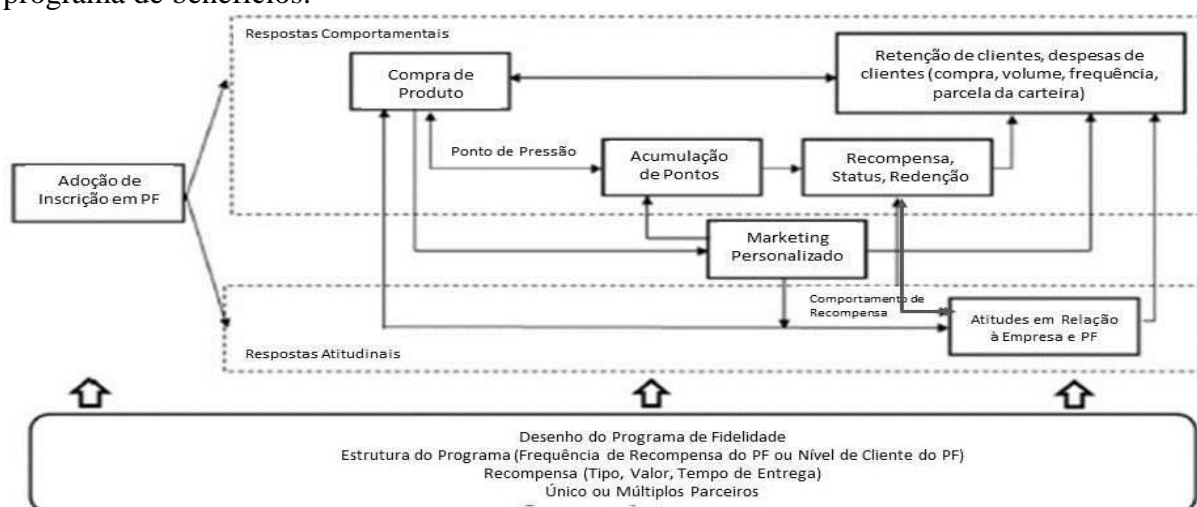 programa de benefícios.
Respostas Comportamentais
Compra de
Produto
Retenção de clientes, despesas de
clientes (compra, volume, frequência,
parcela da carteira)
Ponto de Pressão
Acumulação
de Pontos
Recompensa,
Status, Redenção
Adoção de
Inscrição em PF
Marketing
Personalizado
Comportamento de
Recompensa
Atitudes em Relação
à Empresa e PF
Respostas Atitudinais
Desenho do Programa de Fidelidade
Estrutura do Programa (Frequência de Recompensa do PF ou Nível de Cliente do PF)
Recompensa (Tipo, Valor, Tempo de Entrega)
Único ou Múltiplos Parceiros